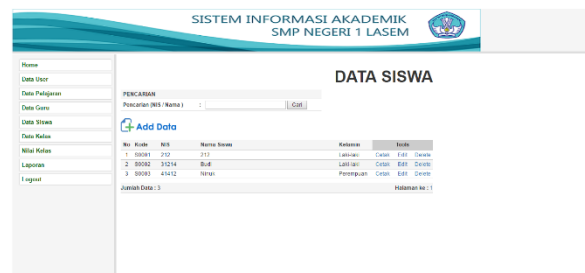 SISTEM INFORMASI AKADEMIK
SMP NEGERI 1 LASEM
Home
Data User
Data Pelajaran
Data Guru
Data Siswa
Data Kelas
Nilai Kelas
Laporan
Logout
DATA SISWA
PENCARIAN
Pencarian (NIS / Nama) : Cari
Add Data
No Kode NIS Nama Siswa Kelamin Tools
1 S0001 212 212 Laki-laki Cetak Edit Delete
2 S0002 31214 Budi Laki-laki Cetak Edit Delete
3 S0003 41412 Ninun Perempuan Cetak Edit Delete
Jumlah Data : 3 Halaman ke : 1